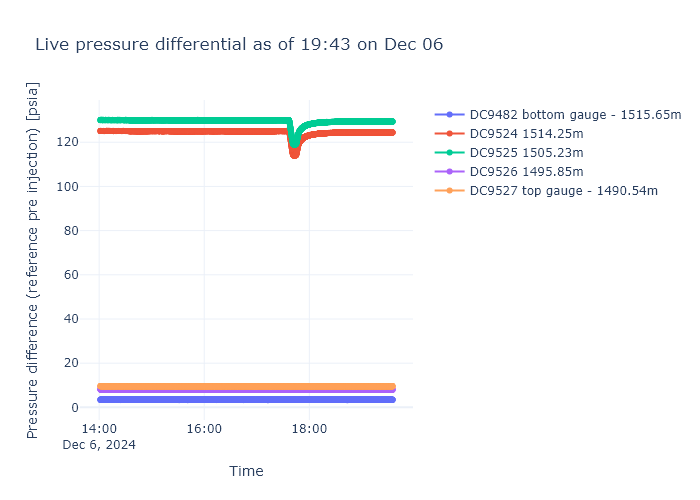 Live pressure differential as of 19:43 on Dec 06
Pressure difference (reference pre injection) [psia]
120
100
80
60
40
20
0
14:00
Dec 6, 2024
16:00
18:00
Time
DC9482 bottom gauge - 1515.65m
DC9524 1514.25m
DC9525 1505.23m
DC9526 1495.85m
DC9527 top gauge - 1490.54m